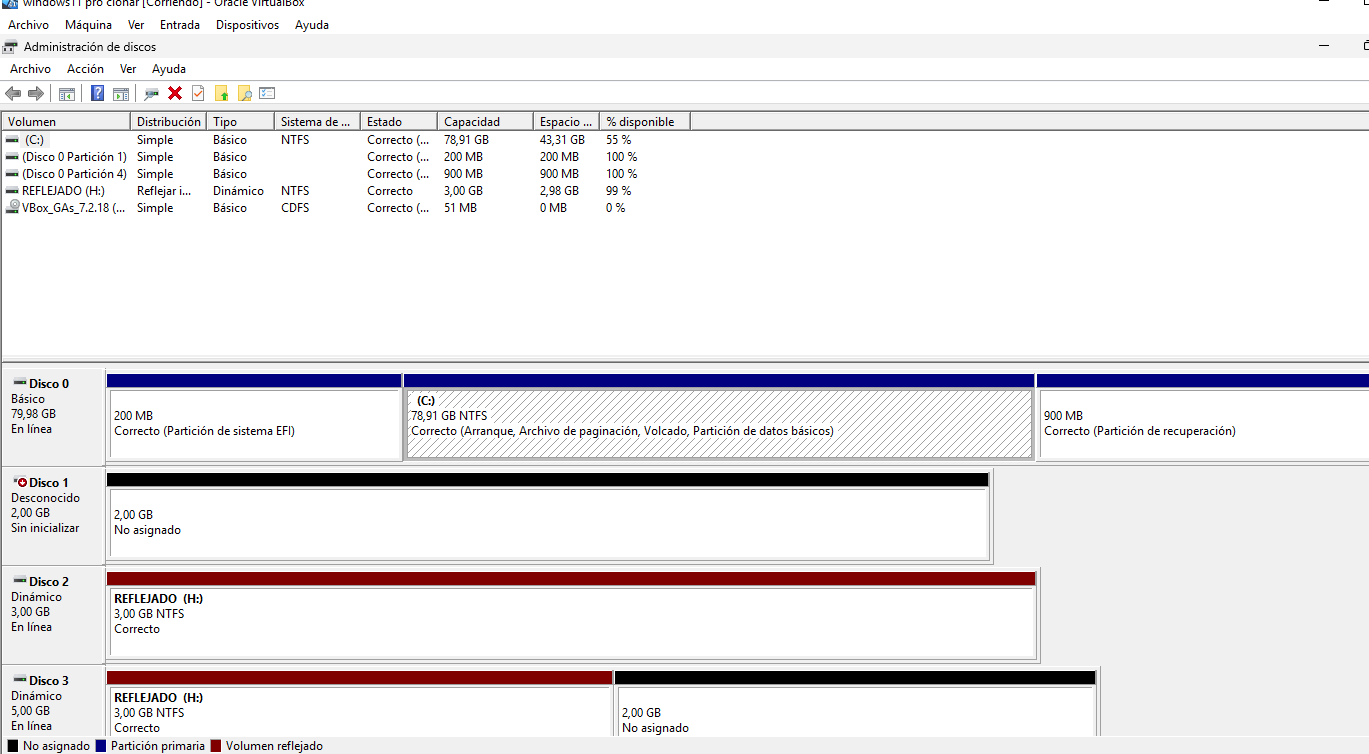 windows11 pro clonar [Corriendo] - Oracle VirtualBox
Archivo Máquina Ver Entrada Dispositivos Ayuda
Administración de discos
Archivo Acción Ver Ayuda
Volumen Distribución Tipo Sistema de ... Estado Capacidad Espacio ... % disponible
(C:) Simple Básico NTFS Correcto (... 78,91 GB 43,31 GB 55 %
(Disco 0 Partición 1) Simple Básico Correcto (... 200 MB 200 MB 100 %
(Disco 0 Partición 4) Simple Básico Correcto (... 900 MB 900 MB 100 %
REFLEJADO (H:) Reflejar i... Dinámico NTFS Correcto 3,00 GB 2,98 GB 99 %
VBox_GAs_7.2.18 (... Simple Básico CDFS Correcto (... 51 MB 0 MB 0 %
Disco 0
Básico
79,98 GB
En línea
200 MB
Correcto (Partición de sistema EFI)
(C:)
78,91 GB NTFS
Correcto (Arranque, Archivo de paginación, Volcado, Partición de datos básicos)
900 MB
Correcto (Partición de recuperación)
Disco 1
Desconocido
2,00 GB
Sin inicializar
2,00 GB
No asignado
Disco 2
Dinámico
3,00 GB
En línea
REFLEJADO (H:)
3,00 GB NTFS
Correcto
Disco 3
Dinámico
5,00 GB
En línea
REFLEJADO (H:)
3,00 GB NTFS
Correcto
2,00 GB
No asignado
No asignado Partición primaria Volumen reflejado